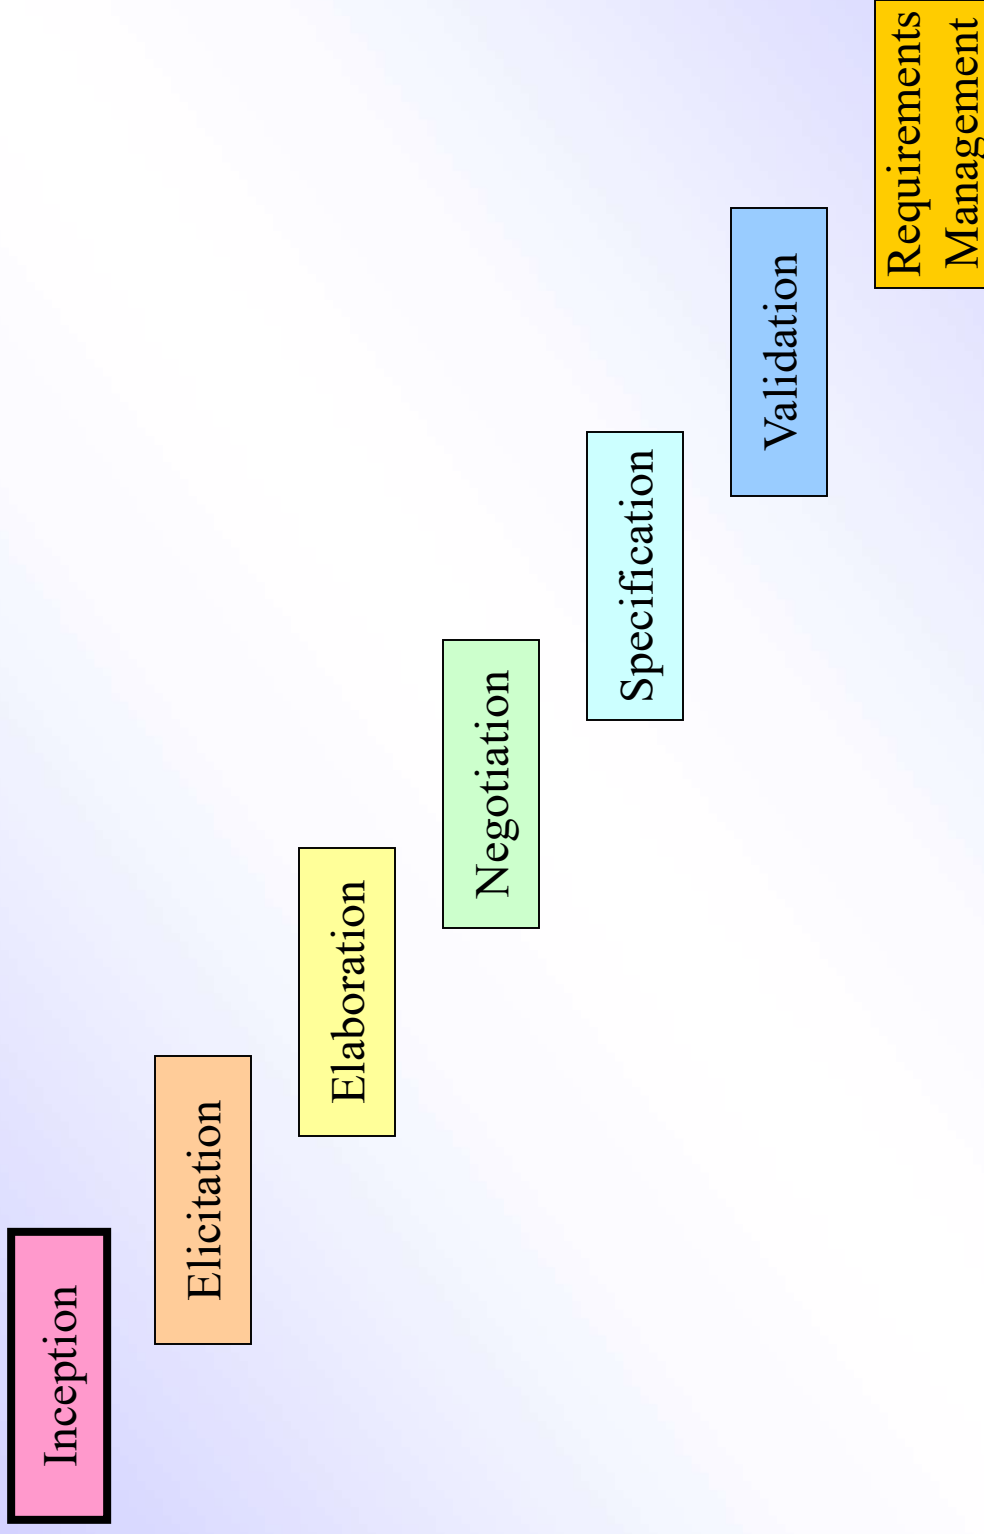 Inception
Elicitation
Elaboration
Negotiation
Specification
Validation
Requirements
Management